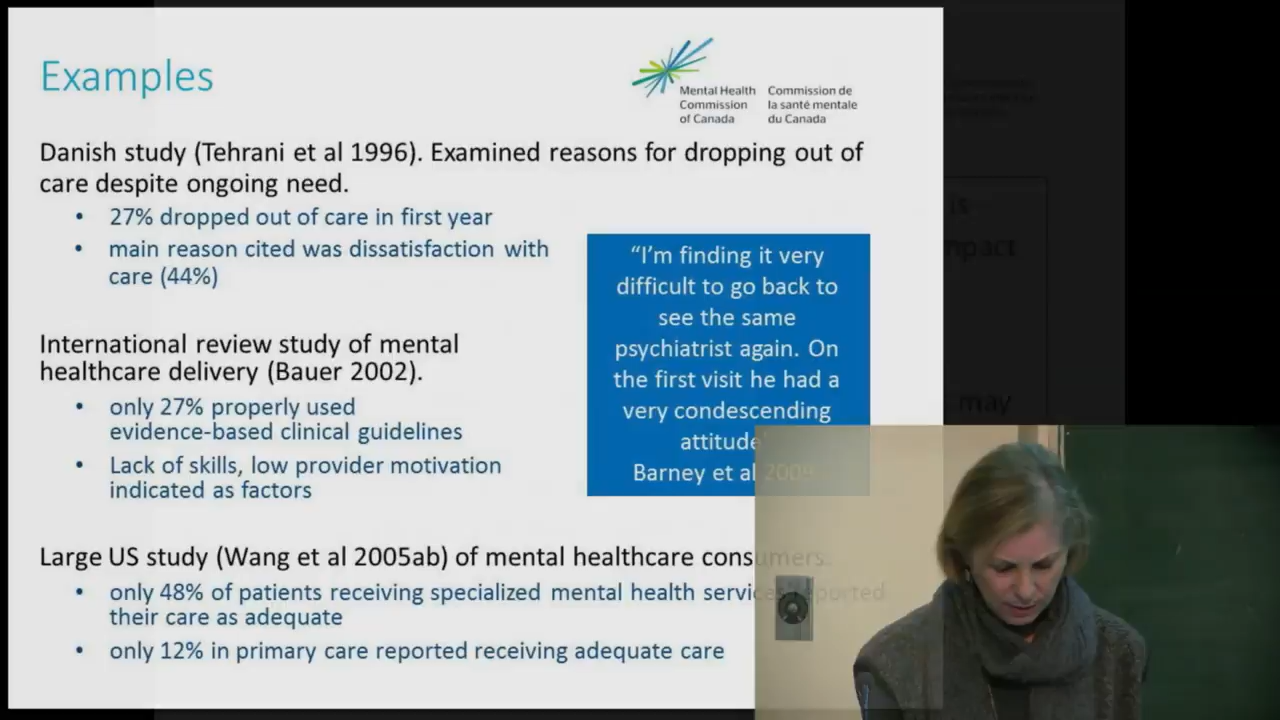 Examples
Mental Health
Commission
of Canada
Commission de
la santé mentale
du Canada
Danish study (Tehrani et al 1996). Examined reasons for dropping out of
care despite ongoing need.
• 27% dropped out of care in first year
• main reason cited was dissatisfaction with
care (44%)
International review study of mental
healthcare delivery (Bauer 2002).
• only 27% properly used
evidence-based clinical guidelines
• Lack of skills, low provider motivation
indicated as factors
“I’m finding it very
difficult to go back to
see the same
psychiatrist again. On
the first visit he had a
very condescending
attitude
Barney et al 2009
Large US study (Wang et al 2005ab) of mental healthcare consumers.
• only 48% of patients receiving specialized mental health services reported
their care as adequate
• only 12% in primary care reported receiving adequate care
is
may